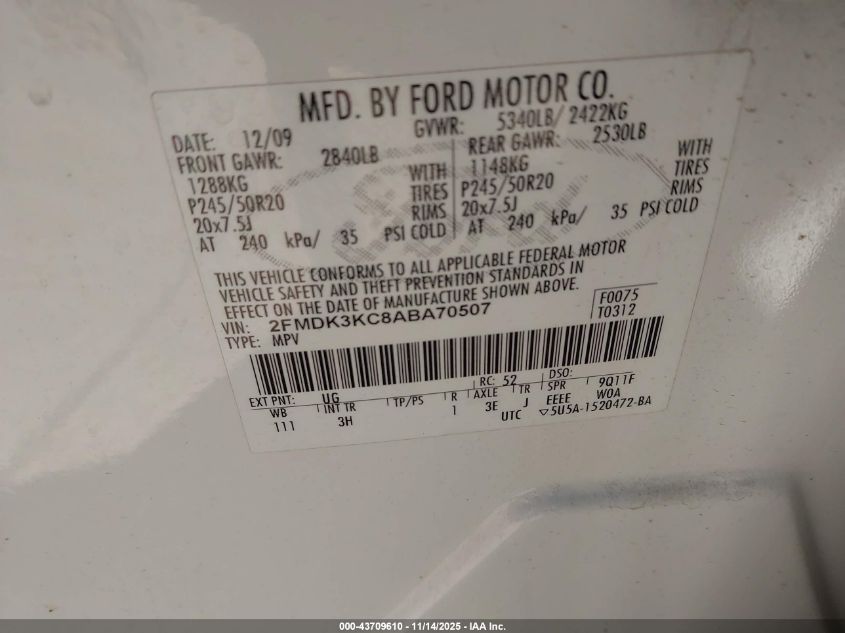 MFD. BY FORD MOTOR CO.
DATE: 12/09 GVWR: 5340LB/ 2422KG
FRONT GAWR: 2840LB REAR GAWR: 2530LB
1288KG WITH 1148KG WITH
P245/50R20 TIRES P245/50R20 TIRES
20x7.5J RIMS 20x7.5J RIMS
AT 240 kPa/ 35 PSI COLD AT 240 kPa/ 35 PSI COLD
THIS VEHICLE CONFORMS TO ALL APPLICABLE FEDERAL MOTOR
VEHICLE SAFETY AND THEFT PREVENTION STANDARDS IN
EFFECT ON THE DATE OF MANUFACTURE SHOWN ABOVE.
VIN: 2FMDK3KC8ABA70507 F0075
TYPE: MPV T0312
EXT PNT: UG RC: 52 DSO:
WB INT TR TP/PS R AXLE TR SPR 9Q11F
111 3H 1 3E J EEEE W0A
UTC ▽5U5A-1520472-BA
000-43709610 - 11/14/2025 - IAA Inc.